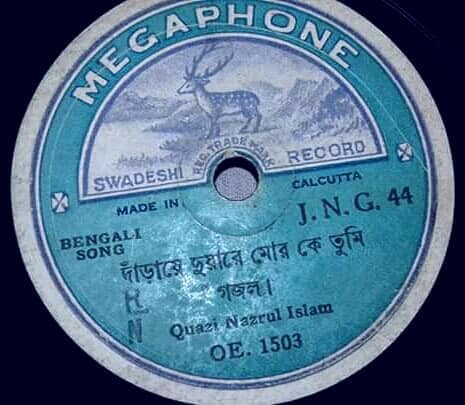 MEGAPHONE
REG. TRADE MARK
SWADESHI RECORD
MADE IN CALCUTTA
J. N. G. 44
BENGALI
SONG
দাঁড়ায়ে দুয়ারে মোর কে তুমি
গজল।
R
N
Quazi Nazrul Islam
OE. 1503